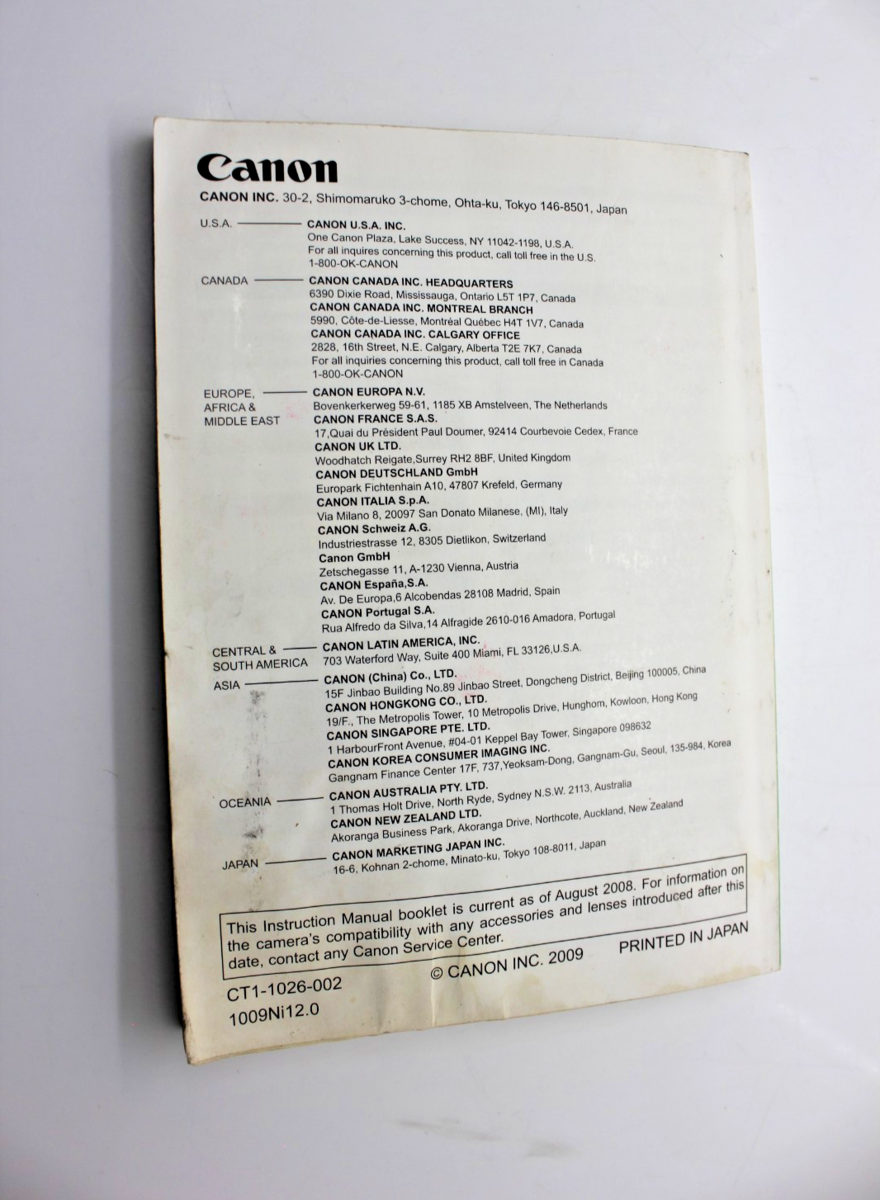 Canon
CANON INC. 30-2, Shimomaruko 3-chome, Ohta-ku, Tokyo 146-8501, Japan
U.S.A. CANON U.S.A. INC.
One Canon Plaza, Lake Success, NY 11042-1198, U.S.A.
For all inquires concerning this product, call toll free in the U.S.
1-800-OK-CANON
CANADA CANON CANADA INC. HEADQUARTERS
6390 Dixie Road, Mississauga, Ontario L5T 1P7, Canada
CANON CANADA INC. MONTREAL BRANCH
5990, Côte-de-Liesse, Montréal Québec H4T 1V7, Canada
CANON CANADA INC. CALGARY OFFICE
2828, 16th Street, N.E. Calgary, Alberta T2E 7K7, Canada
For all inquiries concerning this product, call toll free in Canada
1-800-OK-CANON
EUROPE, CANON EUROPA N.V.
AFRICA & Bovenkerkerweg 59-61, 1185 XB Amstelveen, The Netherlands
MIDDLE EAST CANON FRANCE S.A.S.
17,Quai du Président Paul Doumer, 92414 Courbevoie Cedex, France
CANON UK LTD.
Woodhatch Reigate,Surrey RH2 8BF, United Kingdom
CANON DEUTSCHLAND GmbH
Europark Fichtenhain A10, 47807 Krefeld, Germany
CANON ITALIA S.p.A.
Via Milano 8, 20097 San Donato Milanese, (MI), Italy
CANON Schweiz A.G.
Industriestrasse 12, 8305 Dietlikon, Switzerland
Canon GmbH
Zetschegasse 11, A-1230 Vienna, Austria
CANON España,S.A.
Av. De Europa,6 Alcobendas 28108 Madrid, Spain
CANON Portugal S.A.
Rua Alfredo da Silva,14 Alfragide 2610-016 Amadora, Portugal
CENTRAL & CANON LATIN AMERICA, INC.
SOUTH AMERICA 703 Waterford Way, Suite 400 Miami, FL 33126,U.S.A.
ASIA CANON (China) Co., LTD.
15F Jinbao Building No.89 Jinbao Street, Dongcheng District, Beijing 100005, China
CANON HONGKONG CO., LTD.
19/F., The Metropolis Tower, 10 Metropolis Drive, Hunghom, Kowloon, Hong Kong
CANON SINGAPORE PTE. LTD.
1 HarbourFront Avenue, #04-01 Keppel Bay Tower, Singapore 098632
CANON KOREA CONSUMER IMAGING INC.
Gangnam Finance Center 17F, 737,Yeoksam-Dong, Gangnam-Gu, Seoul, 135-984, Korea
OCEANIA CANON AUSTRALIA PTY. LTD.
1 Thomas Holt Drive, North Ryde, Sydney N.S.W. 2113, Australia
CANON NEW ZEALAND LTD.
Akoranga Business Park, Akoranga Drive, Northcote, Auckland, New Zealand
JAPAN CANON MARKETING JAPAN INC.
16-6, Kohnan 2-chome, Minato-ku, Tokyo 108-8011, Japan
This Instruction Manual booklet is current as of August 2008. For information on
the camera's compatibility with any accessories and lenses introduced after this
date, contact any Canon Service Center.
CT1-1026-002 © CANON INC. 2009 PRINTED IN JAPAN
1009Ni12.0